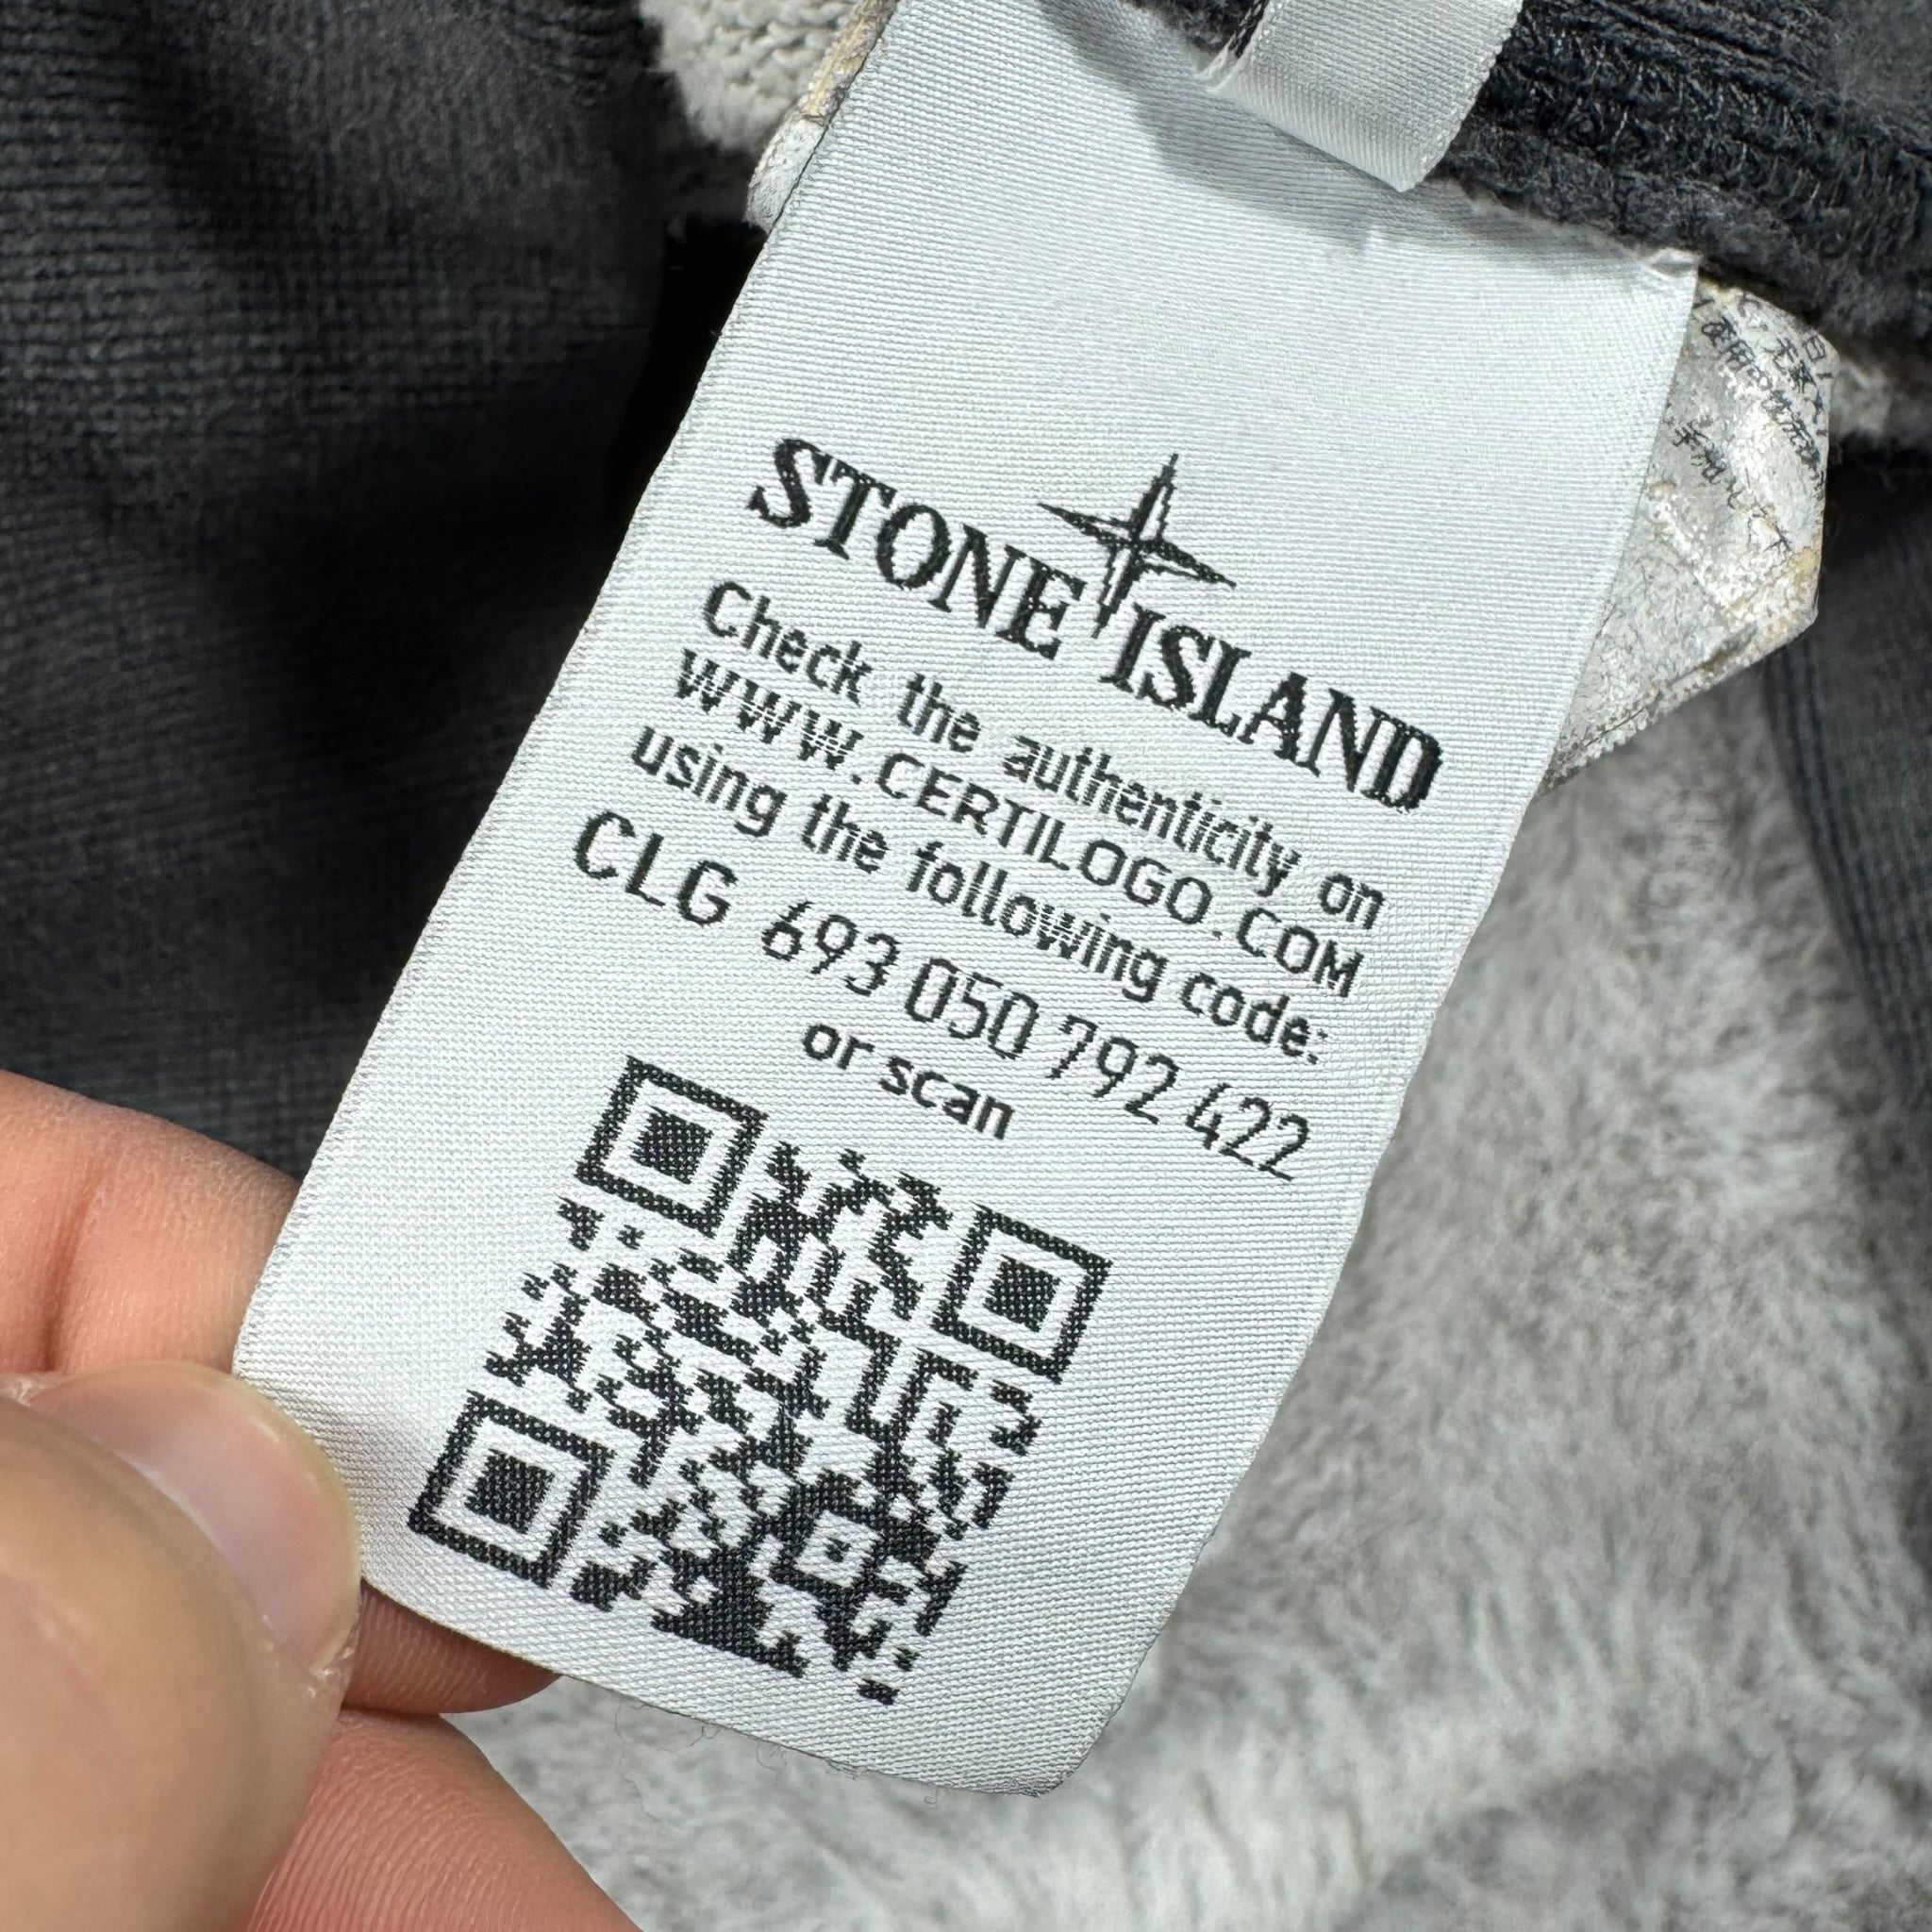 STONE ISLAND
Check the authenticity on
WWW.CERTILOGO.COM
using the following code:
CLG 693 050 792 422
or scan